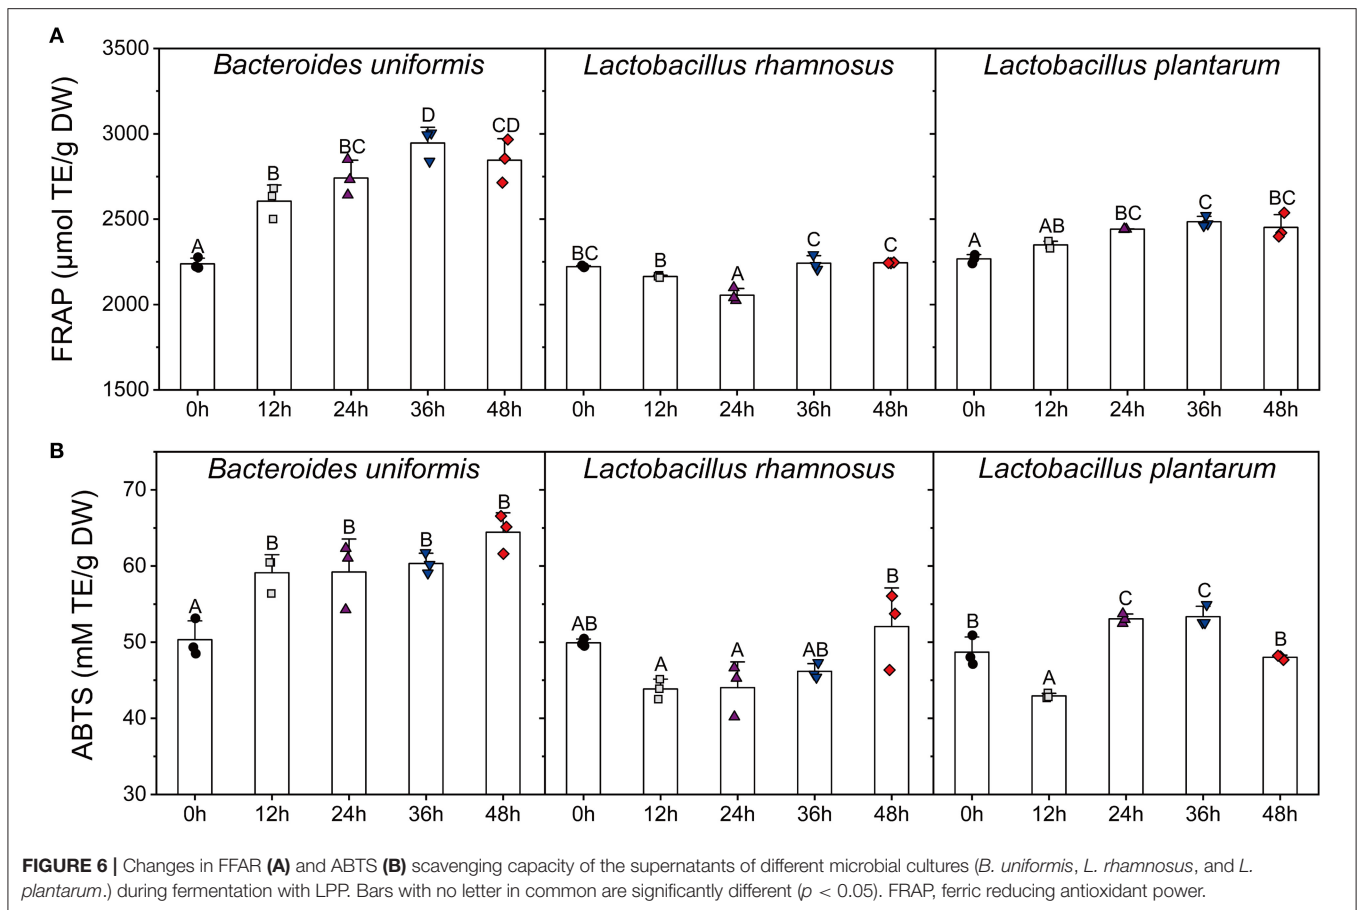 A
Bacteroides uniformis Lactobacillus rhamnosus Lactobacillus plantarum
FRAP (μmol TE/g DW)
3500
3000
2500
2000
1500
A B BC D CD
BC B A C C
A AB BC C BC
0h 12h 24h 36h 48h 0h 12h 24h 36h 48h 0h 12h 24h 36h 48h
B
Bacteroides uniformis Lactobacillus rhamnosus Lactobacillus plantarum
ABTS (mM TE/g DW)
70
60
50
40
30
A B B B B
AB A A AB B
B A C C B
0h 12h 24h 36h 48h 0h 12h 24h 36h 48h 0h 12h 24h 36h 48h
FIGURE 6 | Changes in FFAR (A) and ABTS (B) scavenging capacity of the supernatants of different microbial cultures (B. uniformis, L. rhamnosus, and L.
plantarum.) during fermentation with LPP. Bars with no letter in common are significantly different (p < 0.05). FRAP, ferric reducing antioxidant power.